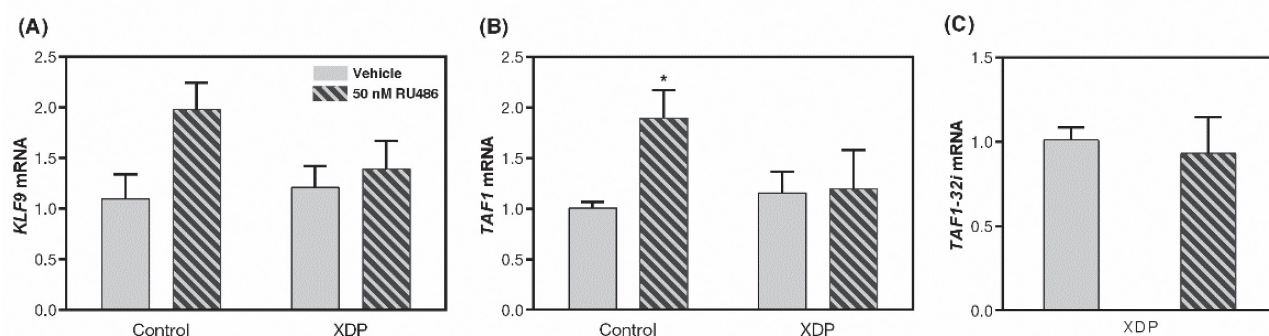 (A)
KLF9 mRNA
2.5
2.0
1.5
1.0
0.5
0.0
Vehicle
50 nM RU486
Control XDP
(B)
TAF1 mRNA
2.5
2.0
1.5
1.0
0.5
0.0
*
Control XDP
(C)
TAF1-32i mRNA
1.5
1.0
0.5
0.0
XDP